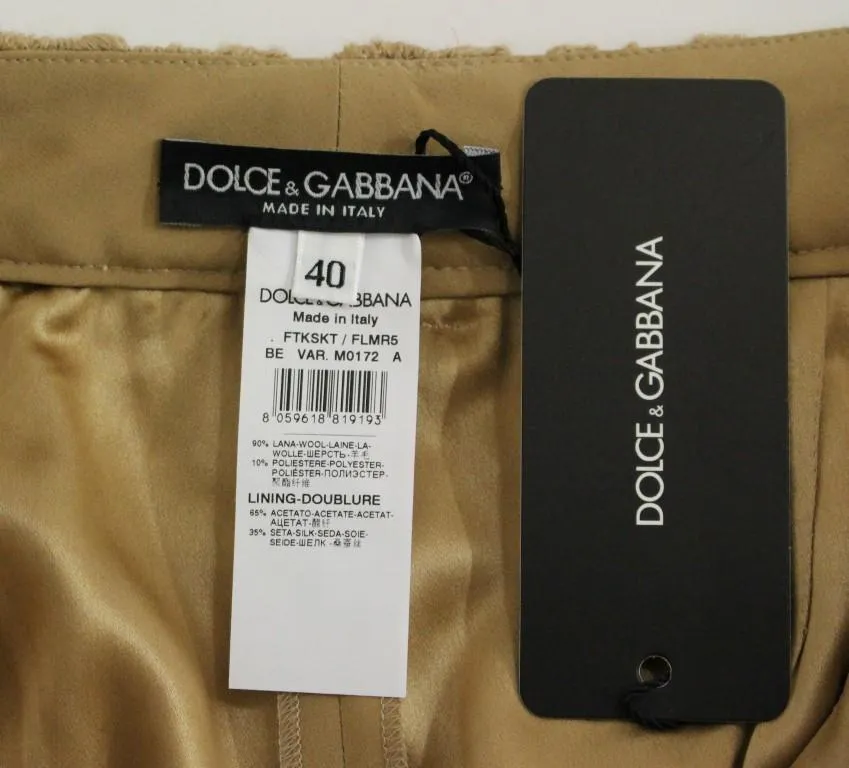 DOLCE & GABBANA®
MADE IN ITALY
40
DOLCE & GABBANA
Made in Italy
. FTKSKT / FLMR5
BE VAR. M0172 A
8 059618 819193
90% LANA-WOOL-LAINE-LA-
WOLLE-ШЕРСТЬ-羊毛
10% POLIESTERE-POLYESTER-
POLIÉSTER-ПОЛИЭСТЕР-
聚酯纤维
LINING-DOUBLURE
65% ACETATO-ACETATE-ACETAT-
АЦЕТАТ-醋纤
35% SETA-SILK-SEDA-SOIE-
SEIDE-ШЕЛК-桑蚕丝
DOLCE & GABBANA